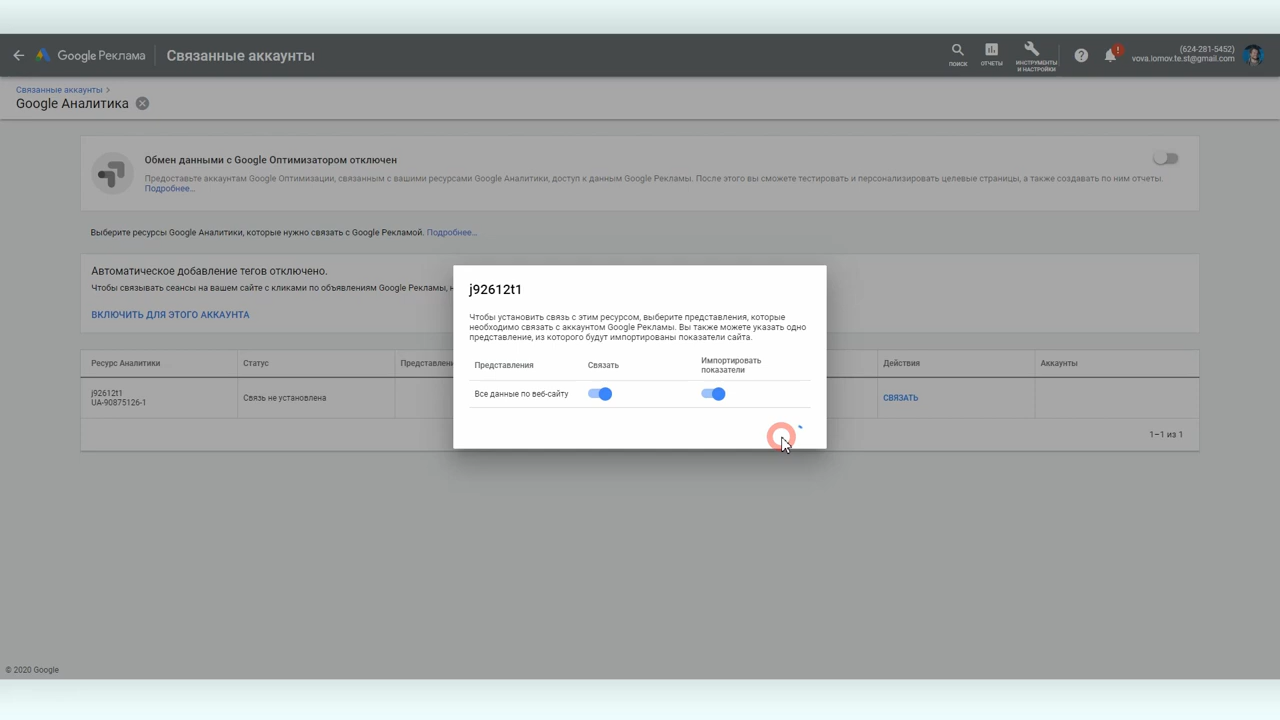 Google Реклама
Связанные аккаунты
ПОИСК
ОТЧЕТЫ
ИНСТРУМЕНТЫ
И НАСТРОЙКИ
!
(624-281-5452)
vova.iomov.te.st@gmail.com
Связанные аккаунты >
Google Аналитика
Обмен данными с Google Оптимизатором отключен
Предоставьте аккаунтам Google Оптимизации, связанным с вашими ресурсами Google Аналитики, доступ к данным Google Рекламы. После этого вы сможете тестировать и персонализировать целевые страницы, а также создавать по ним отчеты.
Подробнее…
Выберите ресурсы Google Аналитики, которые нужно связать с Google Рекламой. Подробнее…
Автоматическое добавление тегов отключено.
Чтобы связывать сеансы на вашем сайте с кликами по объявлениям Google Рекламы,
ВКЛЮЧИТЬ ДЛЯ ЭТОГО АККАУНТА
Ресурс Аналитики
Статус
Действия
Аккаунты
j92612t1
UA-90875126-1
Связь не установлена
СВЯЗАТЬ
1–1 из 1
j92612t1
Чтобы установить связь с этим ресурсом, выберите представления, которые
необходимо связать с аккаунтом Google Рекламы. Вы также можете указать одно
представление, из которого будут импортированы показатели сайта.
Представления
Связать
Импортировать
показатели
Все данные по веб-сайту
© 2020 Google